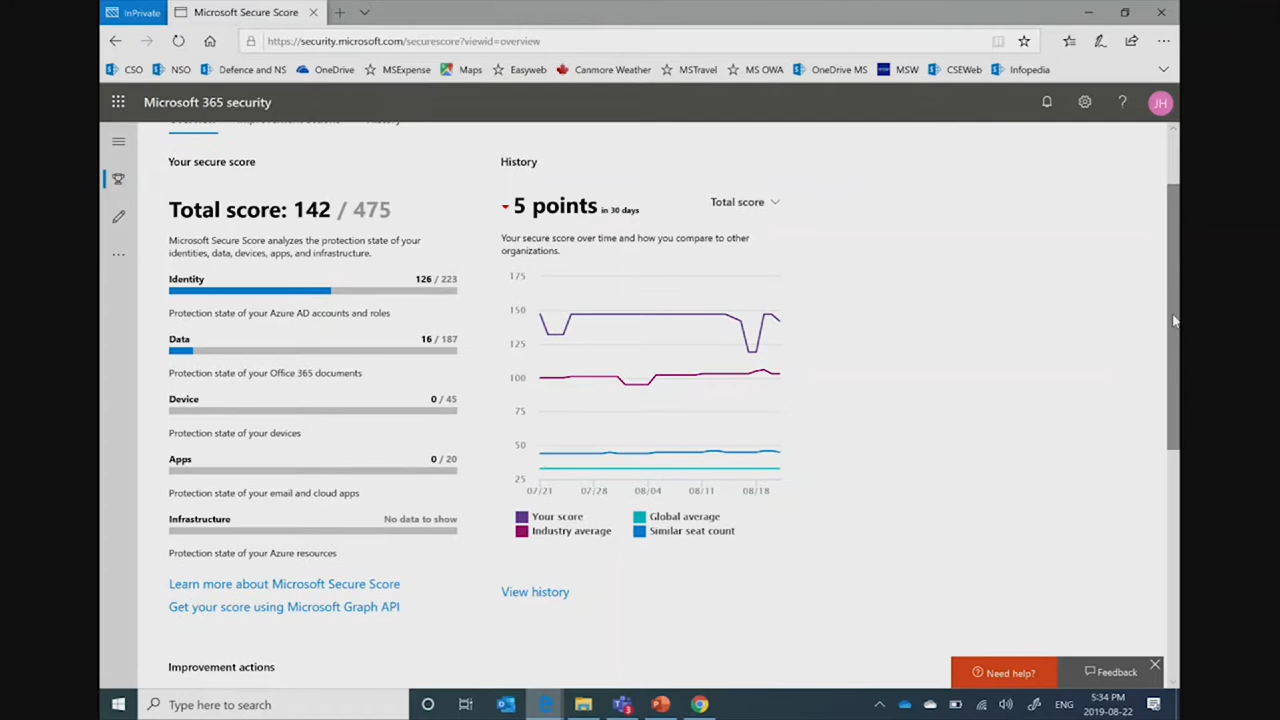 InPrivate
Microsoft Secure Score
https://security.microsoft.com/securescore?viewid=overview
CSO
NSO
Defence and NS
OneDrive
MSExpense
Maps
Easyweb
Canmore Weather
MSTravel
MS OWA
OneDrive MS
MSW
CSEWeb
Infopedia
Microsoft 365 security
JH
Your secure score
Total score: 142 / 475
Microsoft Secure Score analyzes the protection state of your
identities, data, devices, apps, and infrastructure.
Identity 126 / 223
Protection state of your Azure AD accounts and roles
Data 16 / 187
Protection state of your Office 365 documents
Device 0 / 45
Protection state of your devices
Apps 0 / 20
Protection state of your email and cloud apps
Infrastructure No data to show
Protection state of your Azure resources
Learn more about Microsoft Secure Score
Get your score using Microsoft Graph API
Improvement actions
History
5 points in 30 days
Total score
Your secure score over time and how you compare to other
organizations.
175
150
125
100
75
50
25
07/21 07/28 08/04 08/11 08/18
Your score
Global average
Industry average
Similar seat count
View history
Need help?
Feedback
Type here to search
ENG
5:34 PM
2019-08-22